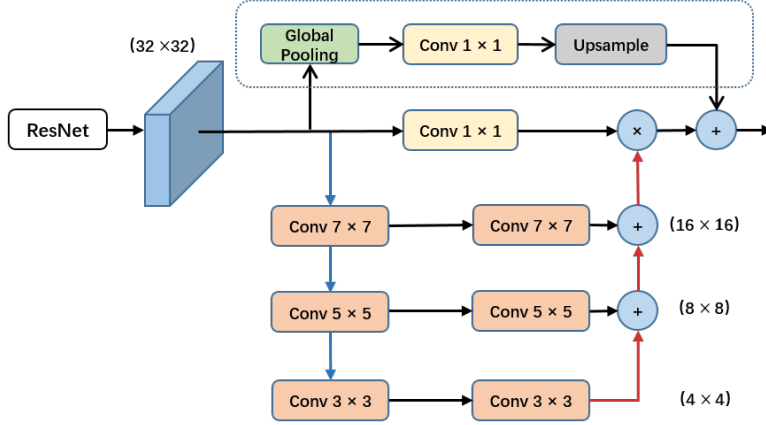 Global
Pooling
Conv 1 × 1
Upsample
+
(32 ×32)
ResNet
Conv 1 × 1
×
+
Conv 7 × 7
Conv 7 × 7
+
(16 × 16)
Conv 5 × 5
Conv 5 × 5
+
(8 × 8)
Conv 3 × 3
Conv 3 × 3
(4 × 4)